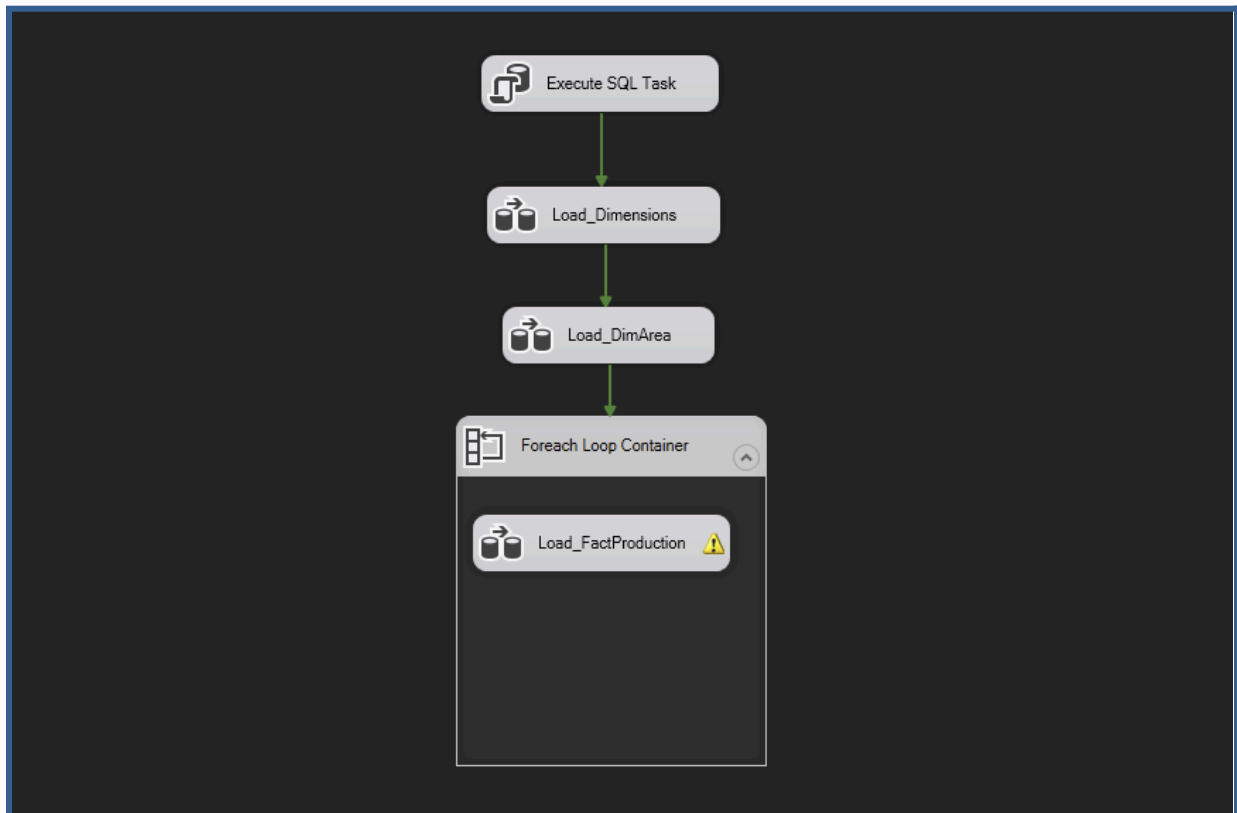 Execute SQL Task
Load_Dimensions
Load_DimArea
Foreach Loop Container
Load_FactProduction